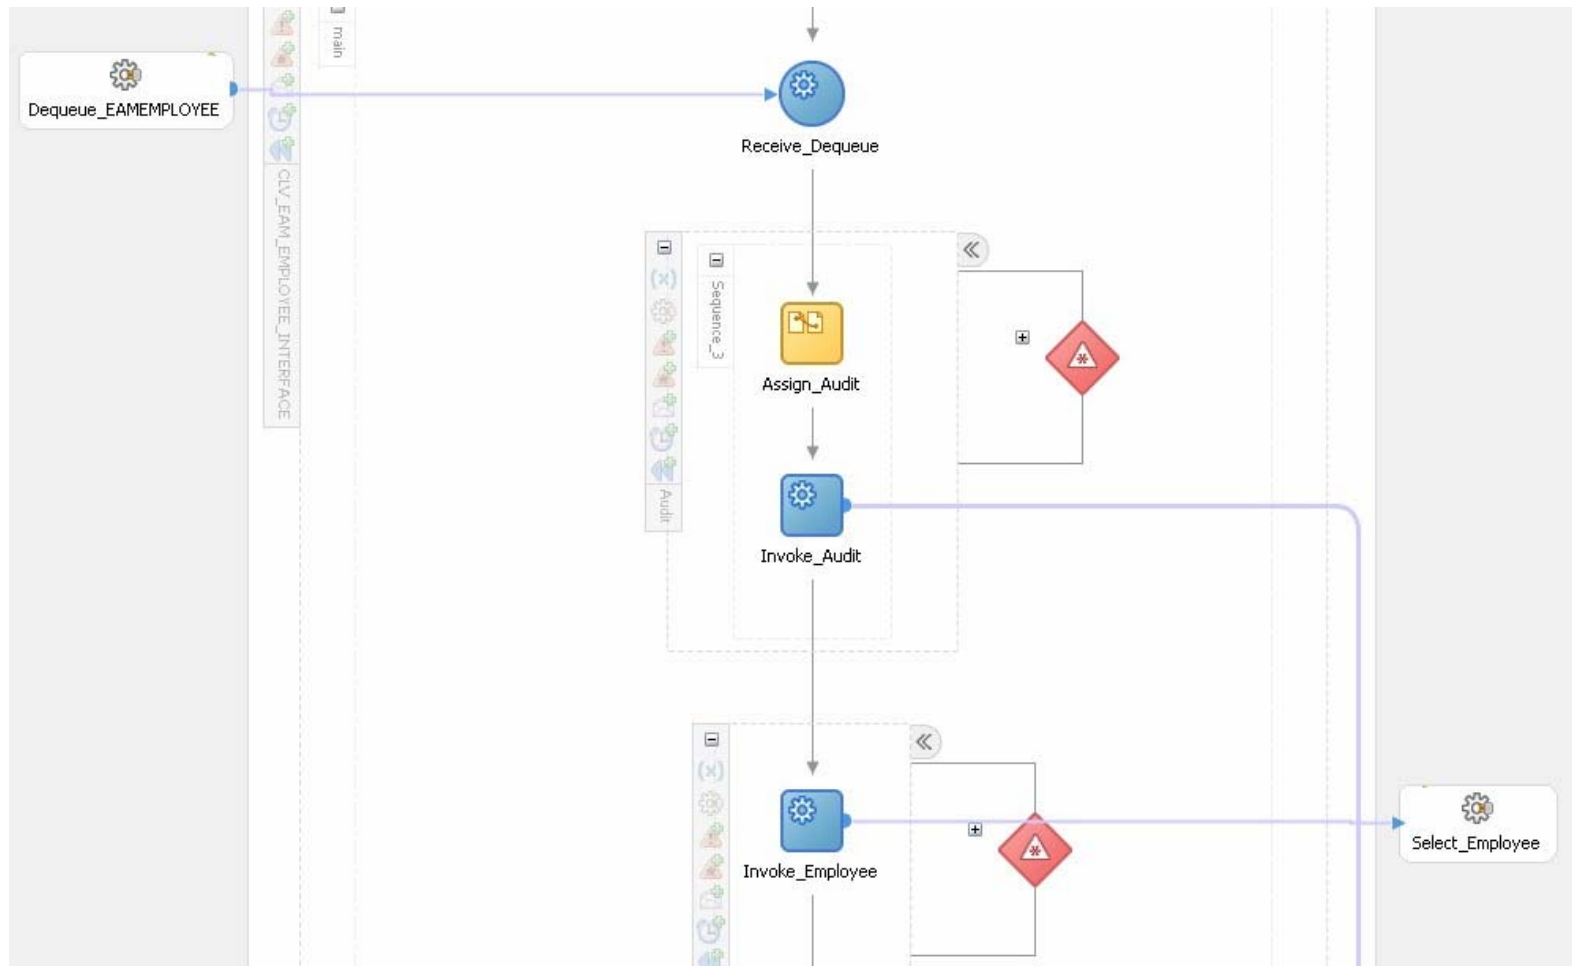 main
Dequeue_EAMEMPLOYEE
Receive_Dequeue
CLV_EAM_EMPLOYEE_INTERFACE
Sequence_3
Assign_Audit
Audit
Invoke_Audit
Invoke_Employee
Select_Employee